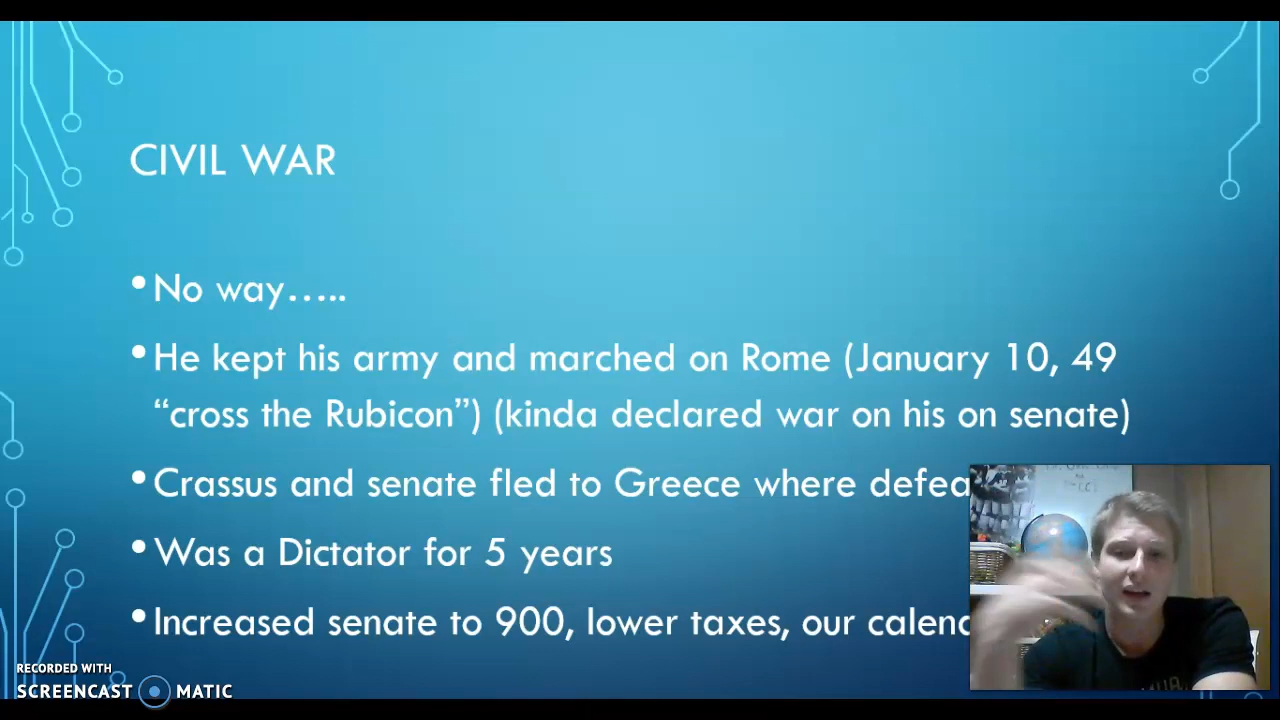 CIVIL WAR
•No way…..
•He kept his army and marched on Rome (January 10, 49
“cross the Rubicon”) (kinda declared war on his on senate)
•Crassus and senate fled to Greece where defea
•Was a Dictator for 5 years
•Increased senate to 900, lower taxes, our calend
RECORDED WITH
SCREENCAST MATIC